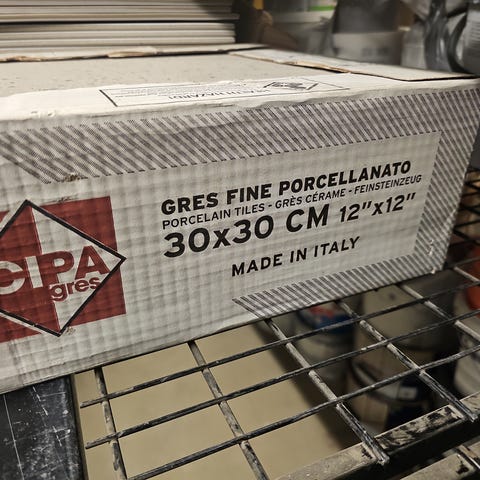 CIPA
gres
GRES FINE PORCELLANATO
PORCELAIN TILES - GRÈS CÉRAME - FEINSTEINZEUG
30x30 CM 12"x12"
MADE IN ITALY